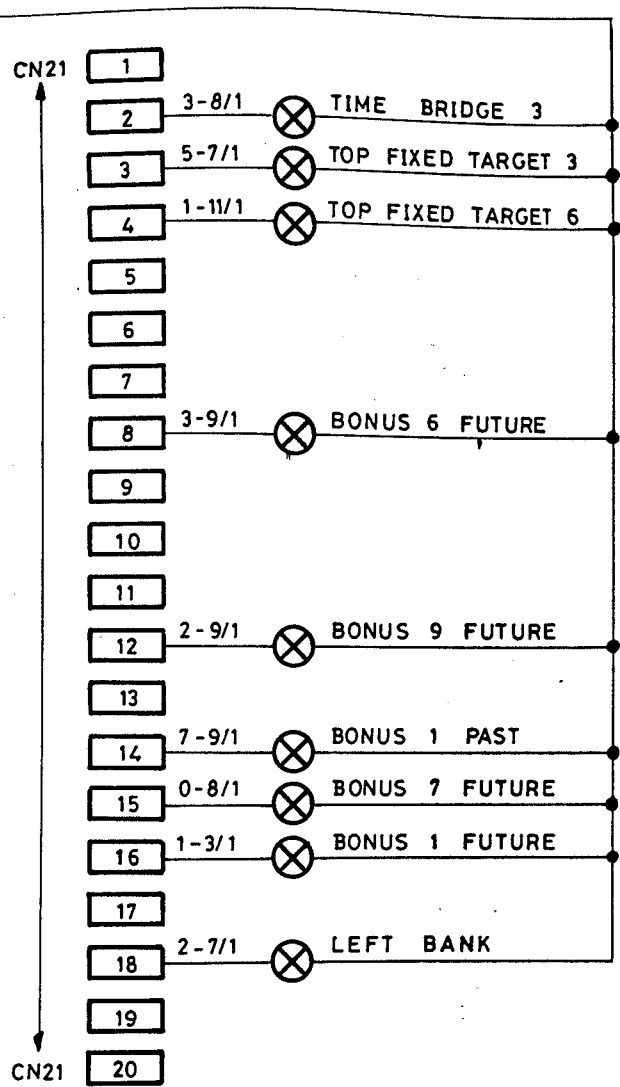 CN21 1
2 3-8/1 TIME BRIDGE 3
3 5-7/1 TOP FIXED TARGET 3
4 1-11/1 TOP FIXED TARGET 6
5
6
7
8 3-9/1 BONUS 6 FUTURE
9
10
11
12 2-9/1 BONUS 9 FUTURE
13
14 7-9/1 BONUS 1 PAST
15 0-8/1 BONUS 7 FUTURE
16 1-3/1 BONUS 1 FUTURE
17
18 2-7/1 LEFT BANK
19
CN21 20